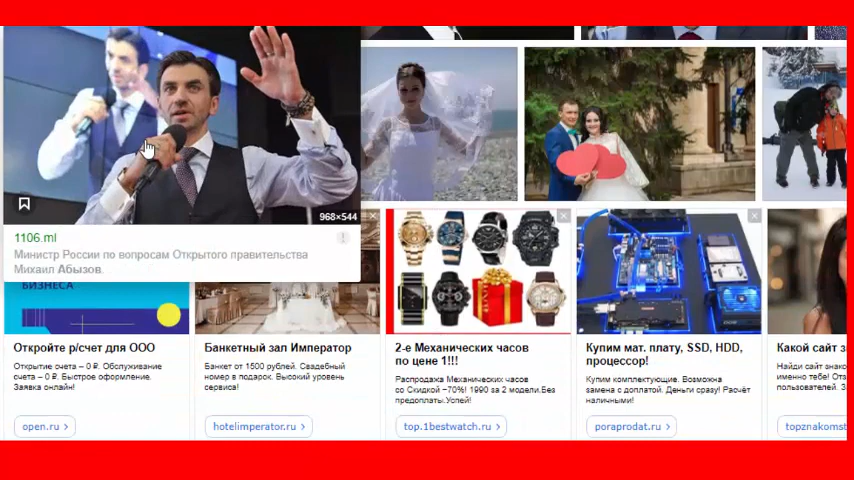 968×544
1106.ml
Министр России по вопросам Открытого правительства
Михаил Абызов.
БИЗНЕСА
Откройте р/счет для ООО
Открытие счета – 0 ₽. Обслуживание
счета – 0 ₽. Быстрое оформление.
Заявка онлайн!
open.ru
Банкетный зал Император
Банкет от 1500 рублей. Свадебный
номер в подарок. Высокий уровень
сервиса!
hotelimperator.ru
2-е Механических часов
по цене 1!!!
Распродажа Механических часов
со Скидкой −70%! 1990 за 2 модели.Без
предоплаты.Успей!
top.1bestwatch.ru
Купим мат. плату, SSD, HDD,
процессор!
Купим комплектующие. Возможна
замена с доплатой. Деньги сразу! Расчёт
наличными!
poraprodat.ru
Какой сайт з
Найди сайт знако
именно тебе! От
пользователей. З
topznakomst